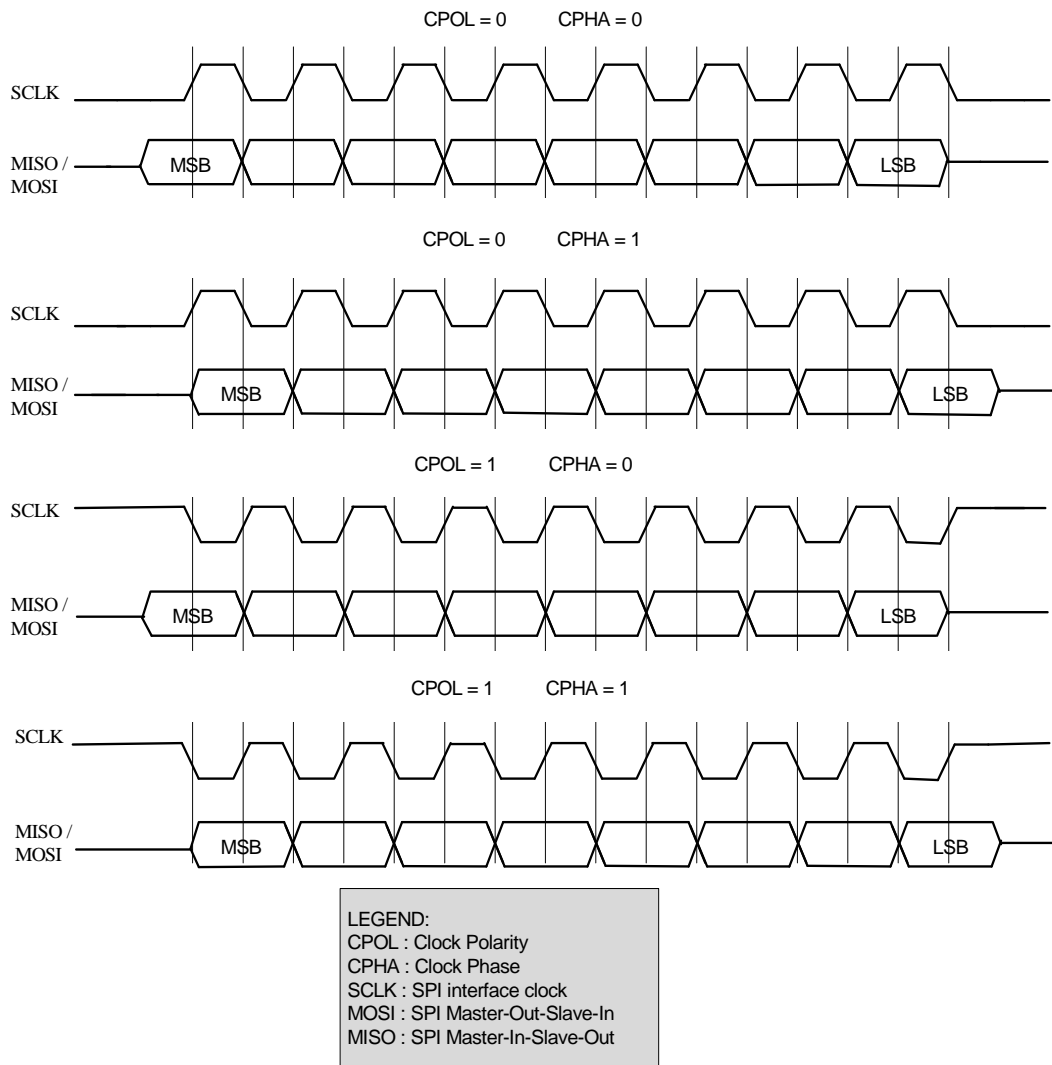 CPOL = 0 CPHA = 0
SCLK
MISO /
MOSI
MSB LSB
CPOL = 0 CPHA = 1
SCLK
MISO /
MOSI
MSB LSB
CPOL = 1 CPHA = 0
SCLK
MISO /
MOSI
MSB LSB
CPOL = 1 CPHA = 1
SCLK
MISO /
MOSI
MSB LSB
LEGEND:
CPOL : Clock Polarity
CPHA : Clock Phase
SCLK : SPI interface clock
MOSI : SPI Master-Out-Slave-In
MISO : SPI Master-In-Slave-Out